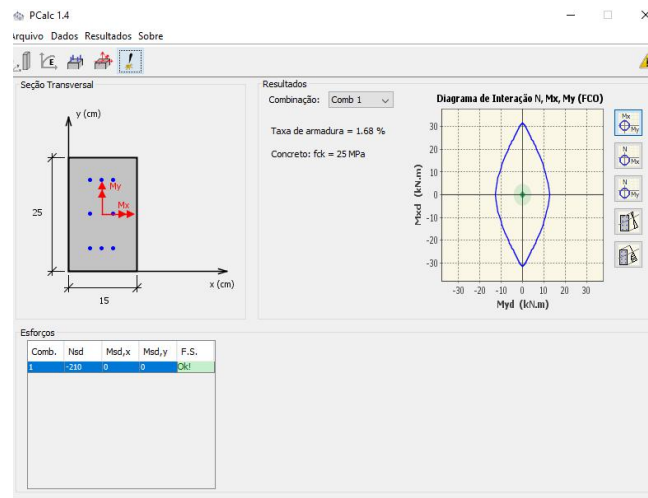 PCalc 1.4
Arquivo Dados Resultados Sobre
Seção Transversal
y (cm)
My
Mx
25
15
x (cm)
Resultados
Combinação: Comb 1
Taxa de armadura = 1.68 %
Concreto: fck = 25 MPa
Diagrama de Interação N, Mx, My (FCO)
Mxd (kN.m)
30
20
10
0
-10
-20
-30
-30 -20 -10 0 10 20 30
Myd (kN.m)
Mx
My
N
Mx
N
My
Esforços
Comb. Nsd Msd,x Msd,y F.S.
1 -210 0 0 Ok!